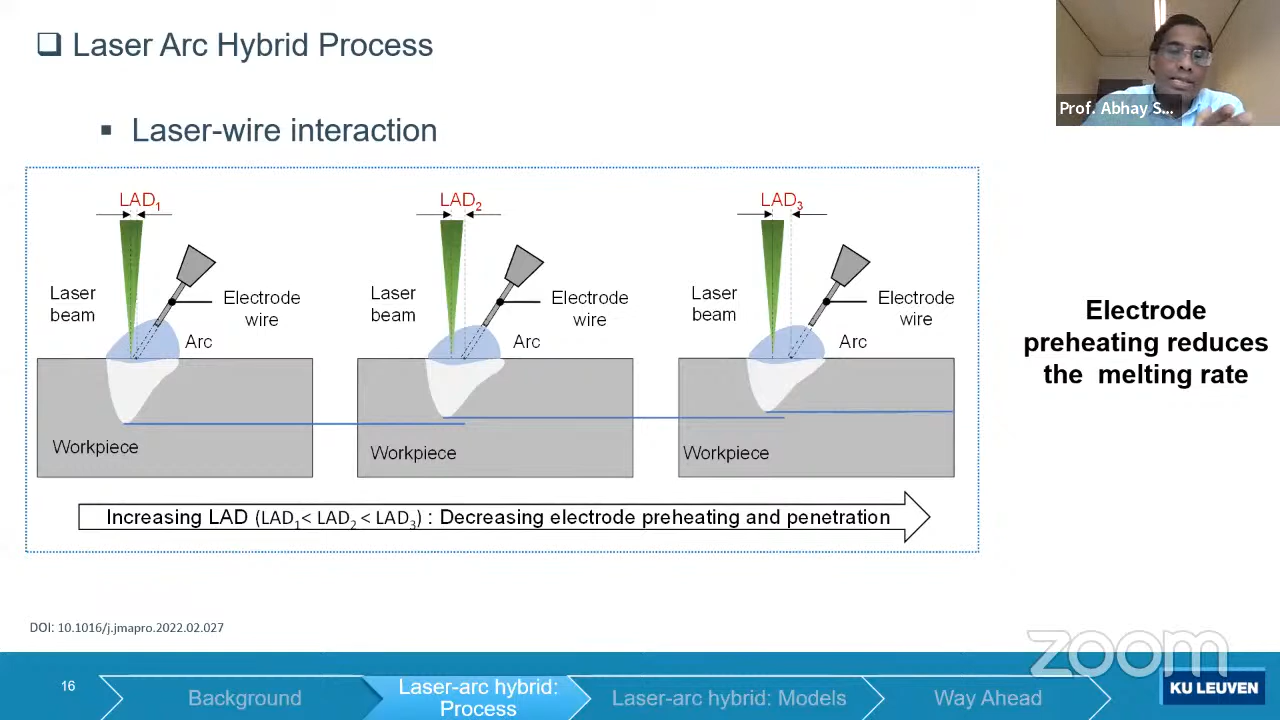 Laser Arc Hybrid Process
Prof. Abhay S...
Laser-wire interaction
LAD1
LAD2
LAD3
Laser
beam
Electrode
wire
Arc
Workpiece
Laser
beam
Electrode
wire
Arc
Workpiece
Laser
beam
Electrode
wire
Arc
Workpiece
Electrode
preheating reduces
the melting rate
Increasing LAD (LAD1< LAD2 < LAD3) : Decreasing electrode preheating and penetration
DOI: 10.1016/j.jmapro.2022.02.027
zoom
16
Background
Laser-arc hybrid:
Process
Laser-arc hybrid: Models
Way Ahead
KU LEUVEN